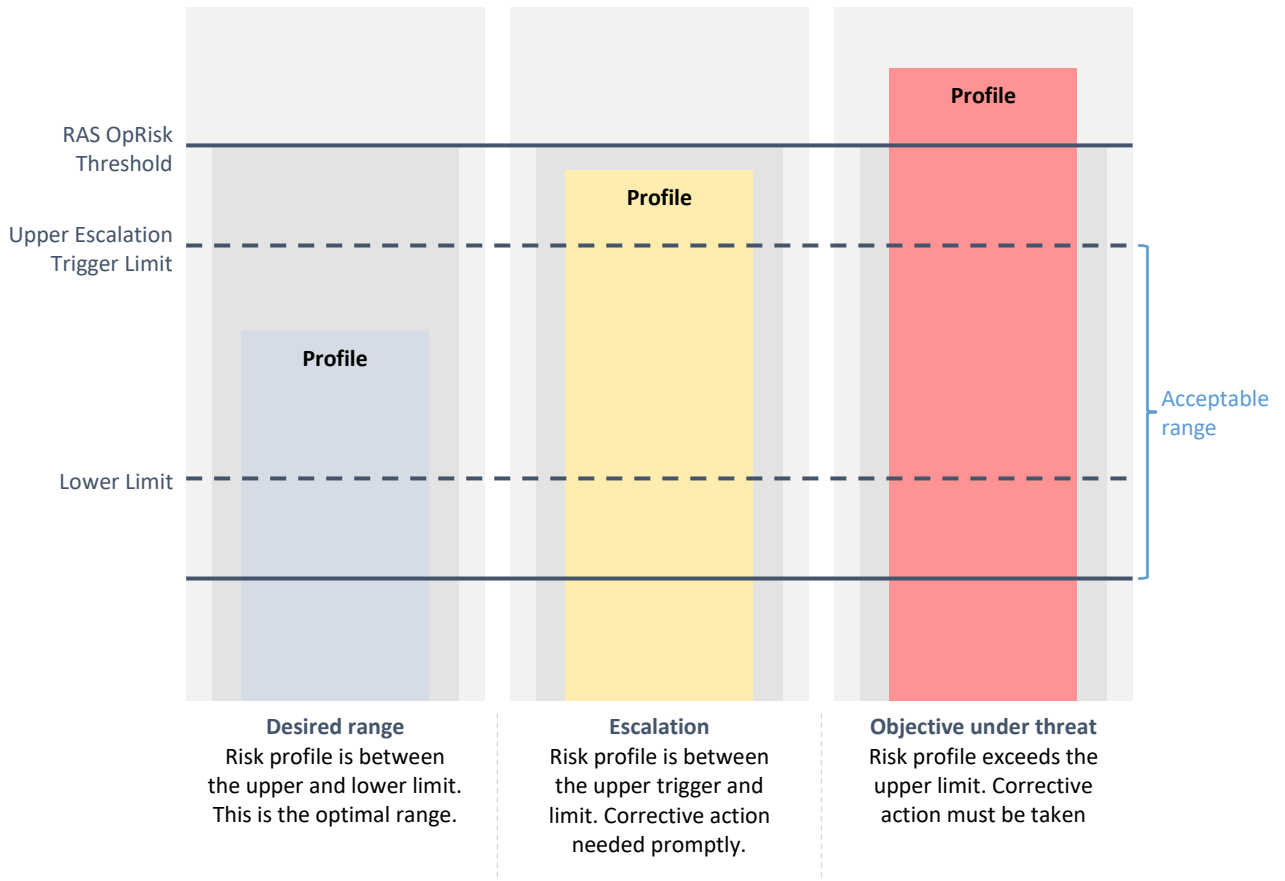 Profile
RAS OpRisk
Threshold
Profile
Upper Escalation
Trigger Limit
Profile
Acceptable
range
Lower Limit
Desired range
Risk profile is between
the upper and lower limit.
This is the optimal range.
Escalation
Risk profile is between
the upper trigger and
limit. Corrective action
needed promptly.
Objective under threat
Risk profile exceeds the
upper limit. Corrective
action must be taken